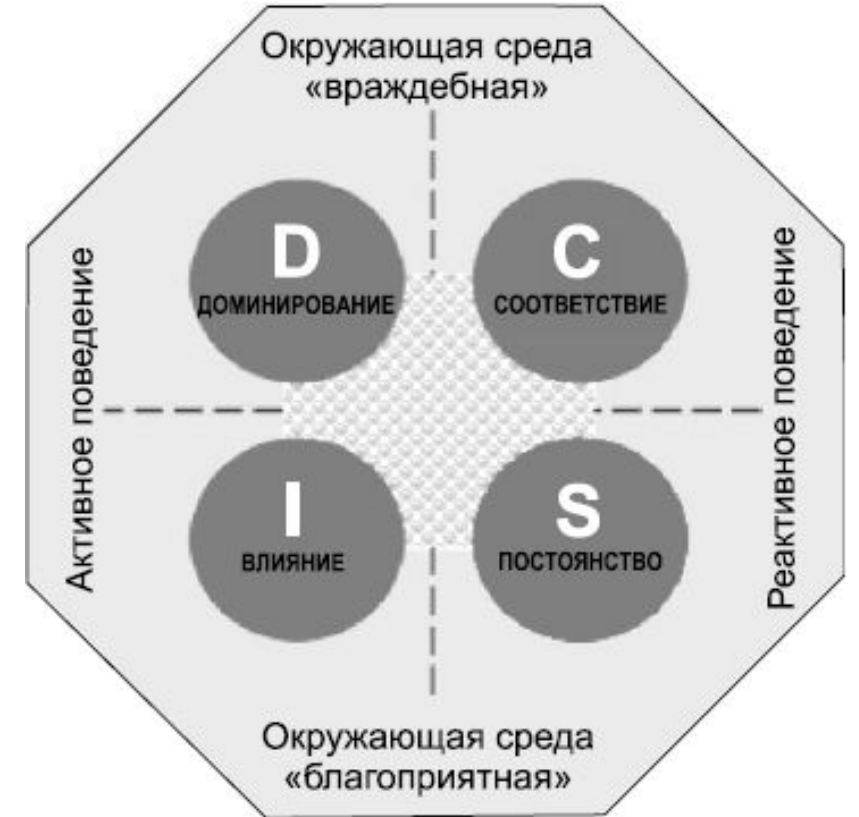 Окружающая среда
«враждебная»
D
ДОМИНИРОВАНИЕ
C
СООТВЕТСТВИЕ
Активное поведение
Реактивное поведение
I
ВЛИЯНИЕ
S
ПОСТОЯНСТВО
Окружающая среда
«благоприятная»